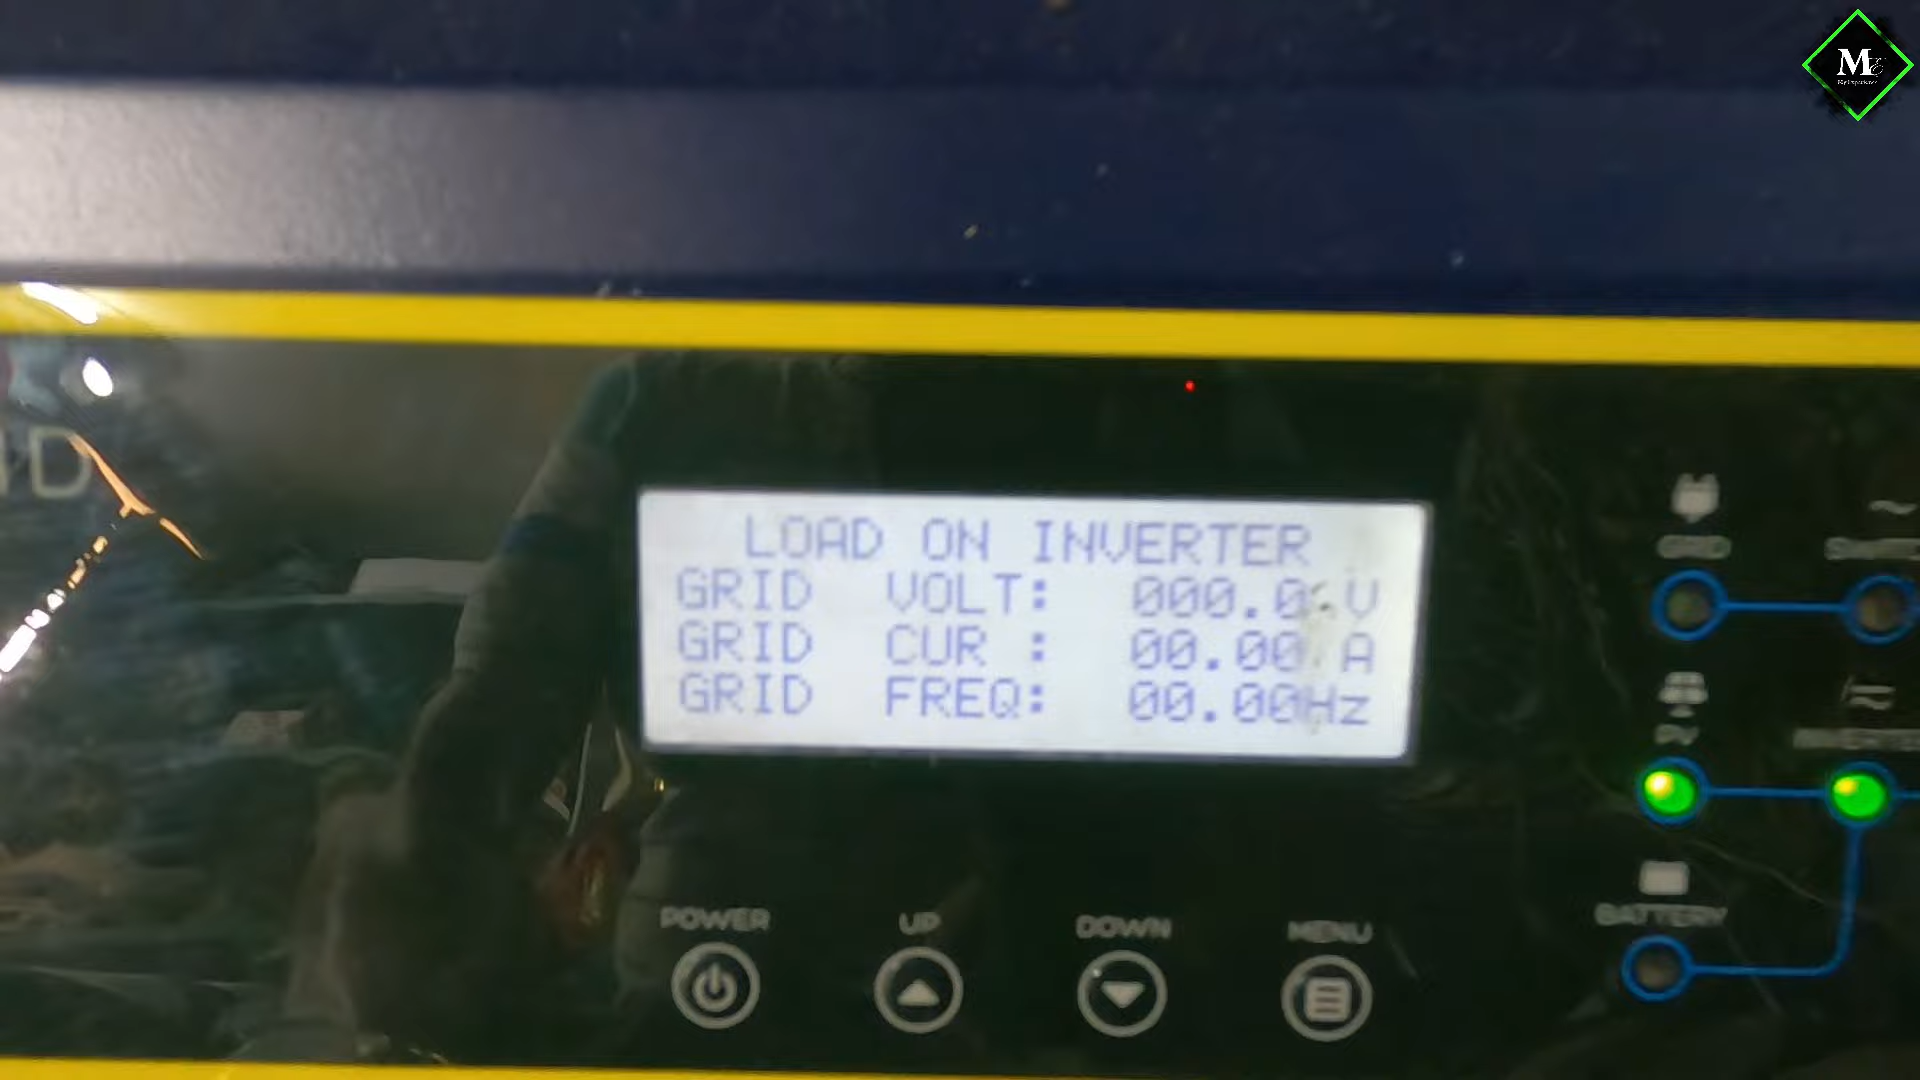 M
LOAD ON INVERTER
GRID VOLT: 000.0 V
GRID CUR : 00.00 A
GRID FREQ: 00.00Hz
GRID
PV
BATTERY
POWER
UP
DOWN
MENU